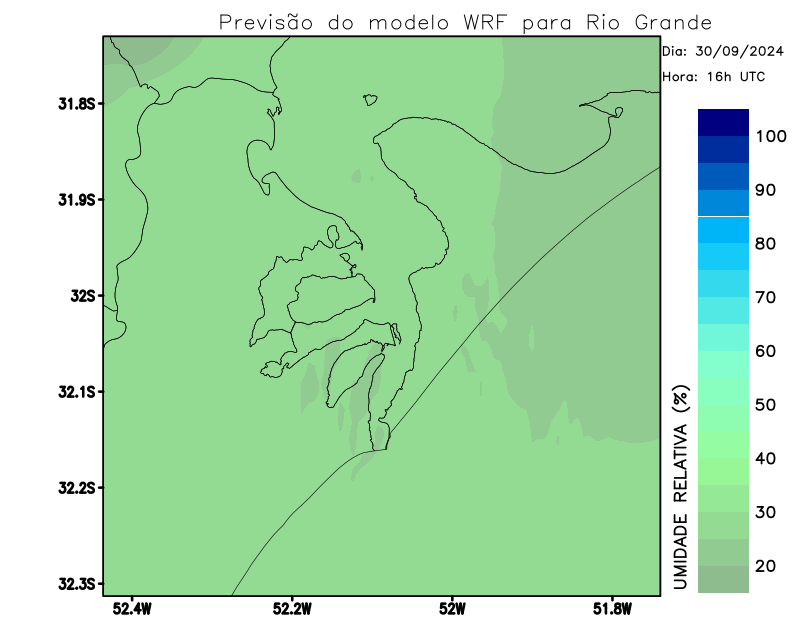 Previsão do modelo WRF para Rio Grande
Dia: 30/09/2024
Hora: 16h UTC
31.8S
31.9S
32S
32.1S
32.2S
32.3S
52.4W
52.2W
52W
51.8W
100
90
80
70
60
50
40
30
20
UMIDADE RELATIVA (%)